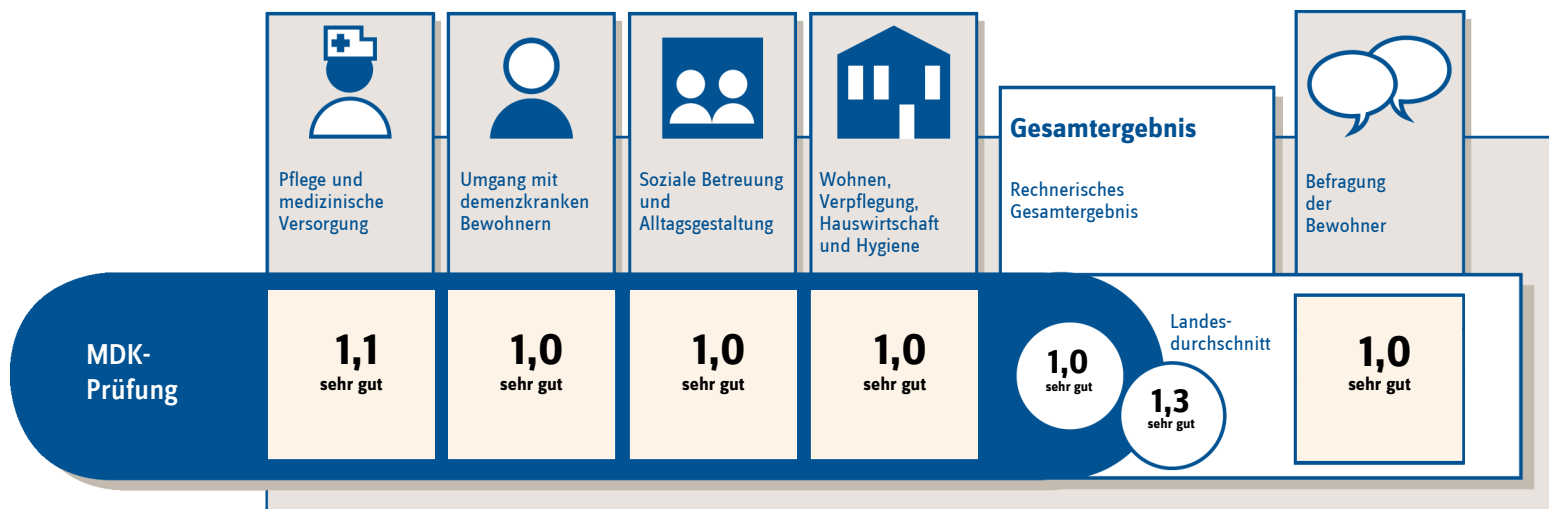 Pflege und
medizinische
Versorgung
Umgang mit
demenzkranken
Bewohnern
Soziale Betreuung
und
Alltagsgestaltung
Wohnen,
Verpflegung,
Hauswirtschaft
und Hygiene
Gesamtergebnis
Rechnerisches
Gesamtergebnis
Befragung
der
Bewohner
MDK-
Prüfung
1,1
sehr gut
1,0
sehr gut
1,0
sehr gut
1,0
sehr gut
1,0
sehr gut
Landes-
durchschnitt
1,3
sehr gut
1,0
sehr gut